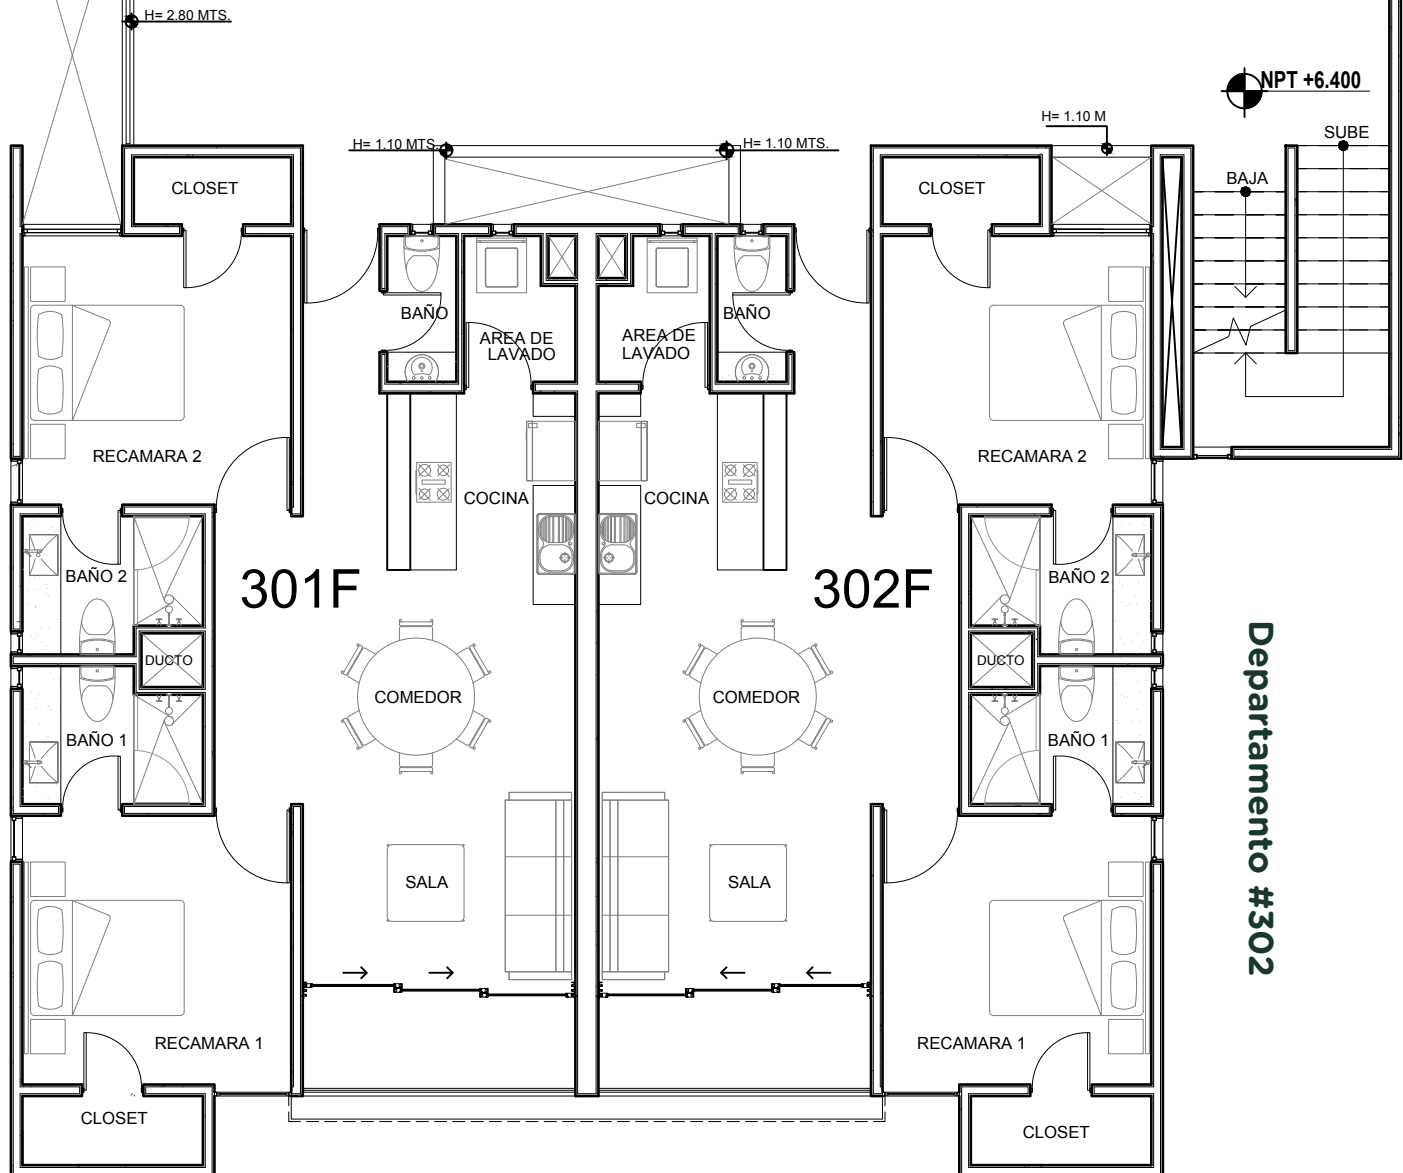 H= 2.80 MTS.
NPT +6.400
H= 1.10 M
SUBE
H= 1.10 MTS.
H= 1.10 MTS.
BAJA
CLOSET
CLOSET
BAÑO
BAÑO
AREA DE
LAVADO
AREA DE
LAVADO
RECAMARA 2
RECAMARA 2
COCINA
COCINA
BAÑO 2
301F
302F
BAÑO 2
DUCTO
DUCTO
COMEDOR
COMEDOR
BAÑO 1
BAÑO 1
Departamento #302
SALA
SALA
RECAMARA 1
RECAMARA 1
CLOSET
CLOSET